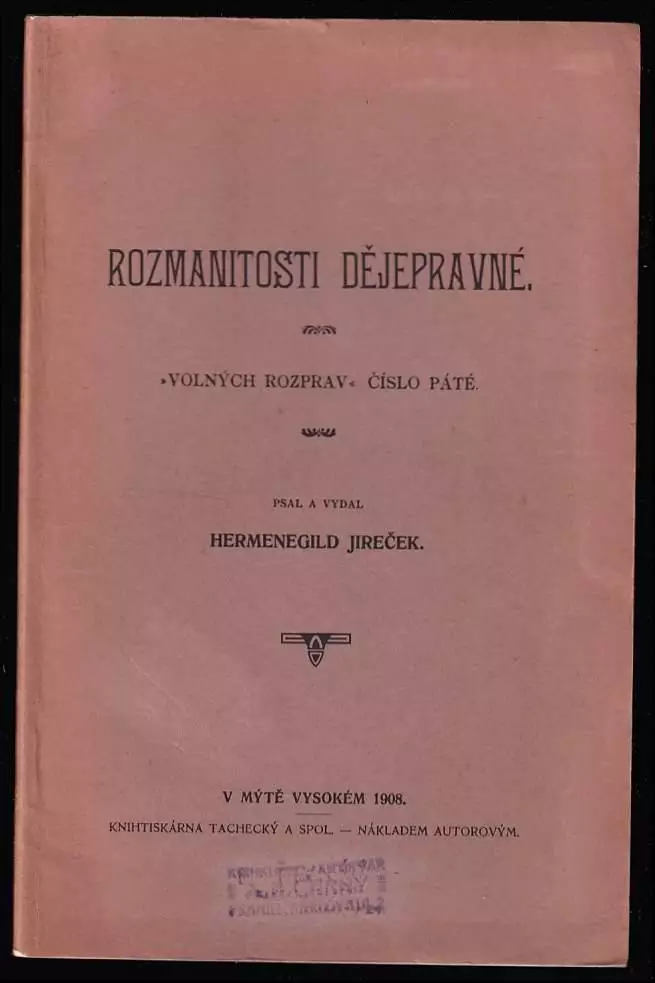 ROZMANITOSTI DĚJEPRAVNÉ.
»VOLNÝCH ROZPRAV« ČÍSLO PÁTÉ.
PSAL A VYDAL
HERMENEGILD JIREČEK.
V MÝTĚ VYSOKÉM 1908.
KNIHTISKÁRNA TACHECKÝ A SPOL. — NÁKLADEM AUTOROVÝM.